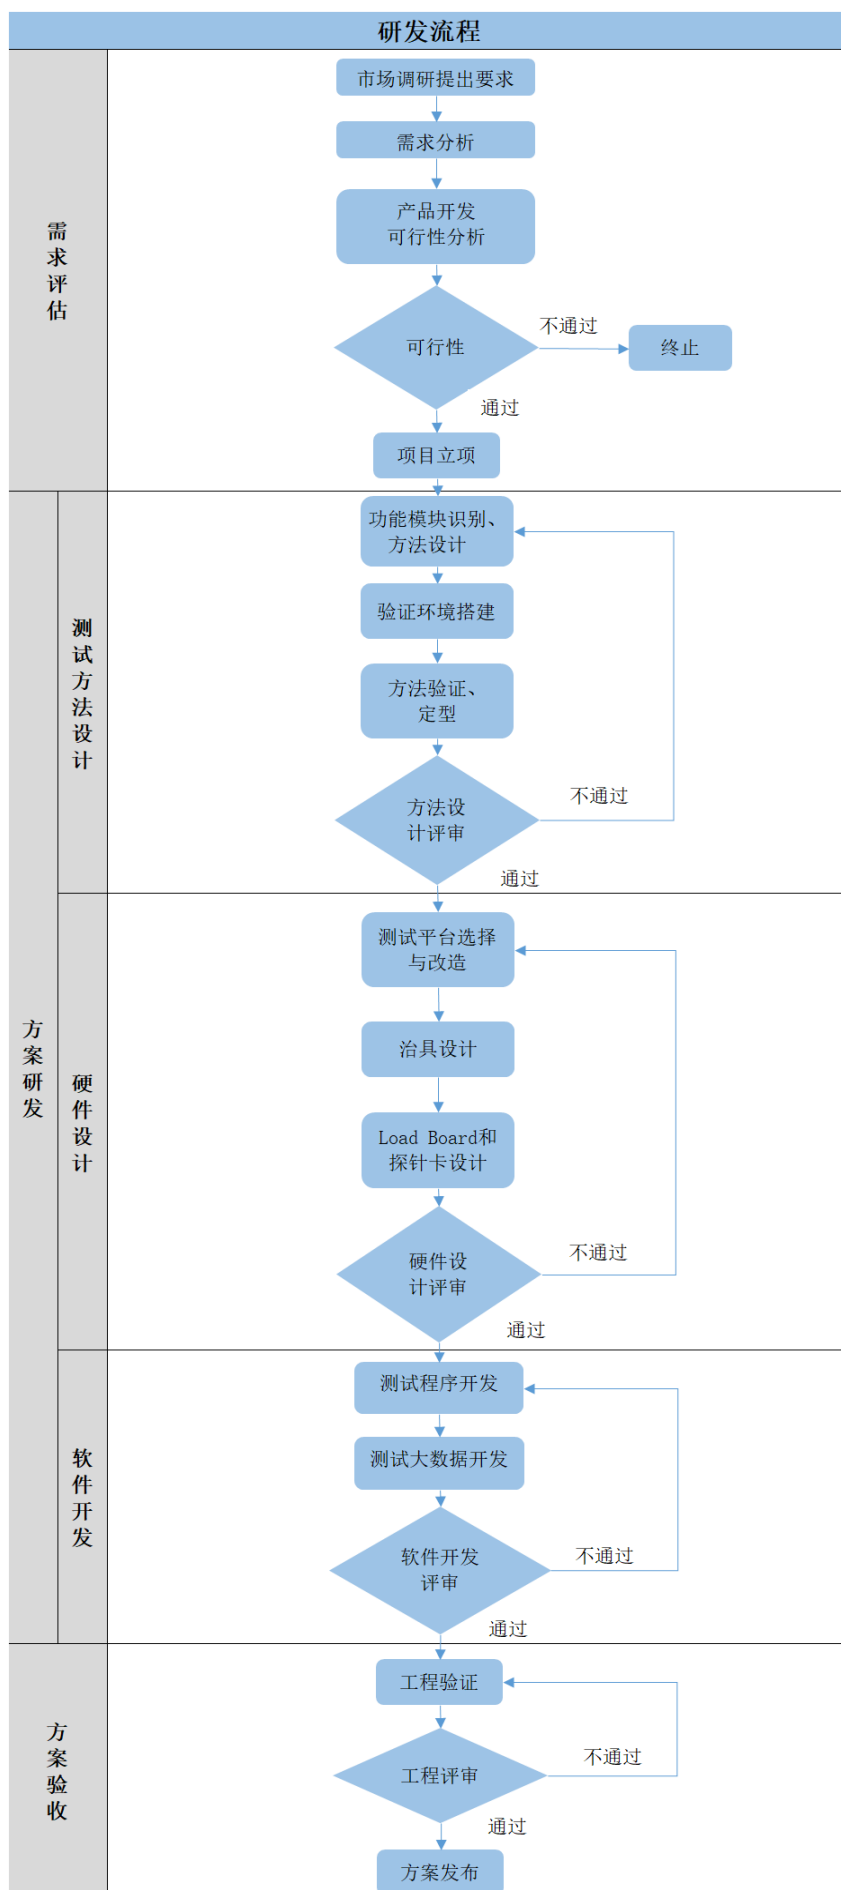 研发流程
需求评估
市场调研提出要求
需求分析
产品开发
可行性分析
可行性
不通过
终止
通过
项目立项
方案研发
测试方法设计
功能模块识别、
方法设计
验证环境搭建
方法验证、
定型
方法设
计评审
不通过
通过
硬件设计
测试平台选择
与改造
治具设计
Load Board和
探针卡设计
硬件设
计评审
不通过
通过
软件开发
测试程序开发
测试大数据开发
软件开发
评审
不通过
通过
方案验收
工程验证
工程评审
不通过
通过
方案发布